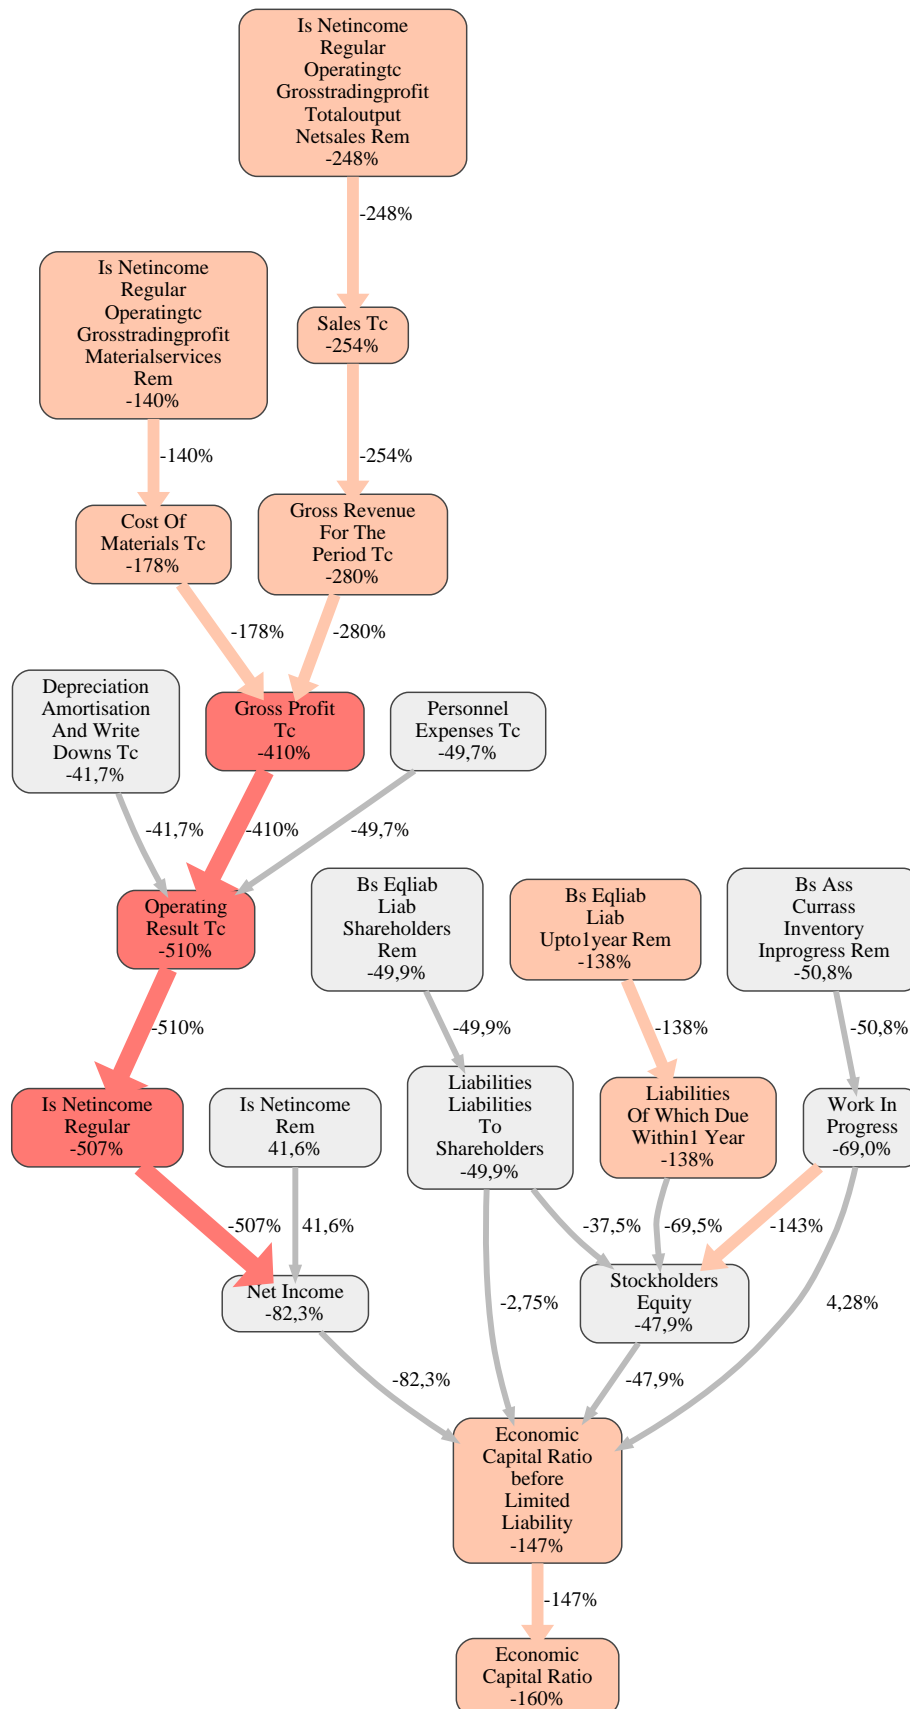 Is Netincome
Regular
Operatingtc
Grosstradingprofit
Totaloutput
Netsales Rem
-248%
-248%
Is Netincome
Regular
Operatingtc
Grosstradingprofit
Materialservices
Rem
-140%
Sales Tc
-254%
-140%
-254%
Cost Of
Materials Tc
-178%
Gross Revenue
For The
Period Tc
-280%
-178%
-280%
Depreciation
Amortisation
And Write
Downs Tc
-41,7%
Gross Profit
Tc
-410%
Personnel
Expenses Tc
-49,7%
-41,7%
-410%
-49,7%
Operating
Result Tc
-510%
Bs Eqliab
Liab
Shareholders
Rem
-49,9%
Bs Eqliab
Liab
Upto1year Rem
-138%
Bs Ass
Currass
Inventory
Inprogress Rem
-50,8%
-510%
-49,9%
-138%
-50,8%
Is Netincome
Regular
-507%
Is Netincome
Rem
41,6%
Liabilities
Liabilities
To
Shareholders
-49,9%
Liabilities
Of Which Due
Within1 Year
-138%
Work In
Progress
-69,0%
-507%
41,6%
-37,5%
-69,5%
-143%
Net Income
-82,3%
-2,75%
Stockholders
Equity
-47,9%
4,28%
-82,3%
-47,9%
Economic
Capital Ratio
before
Limited
Liability
-147%
-147%
Economic
Capital Ratio
-160%